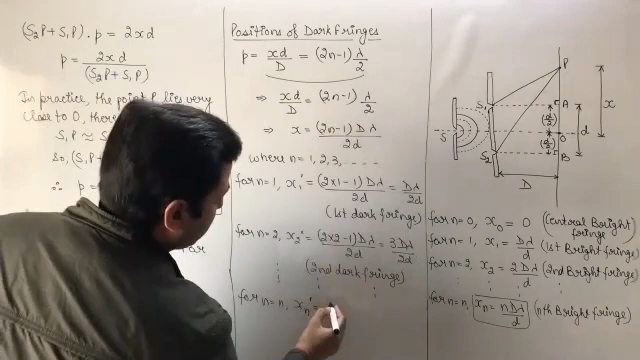 (S₂P + S₁P) . p = 2xd
p = 2xd / (S₂P + S₁P)
In practice, the point P lies very
close to O, there
S₁P ≈ S
So, (S₁P +
∴ p =
for
Positions of Dark Fringes
p = xd/D = (2n-1) λ/2
⇒ xd/D = (2n-1) λ/2
⇒ x = (2n-1) Dλ / 2d
where n = 1, 2, 3, - - - -
for n = 1, x₁' = (2×1-1) Dλ / 2d = Dλ/2d
(1st dark fringe)
for n = 2, x₂' = (2×2-1) Dλ / 2d = 3Dλ/2d
(2nd dark fringe)
for n = n, xₙ' =
P
S₁
A
(d/2)
x
S
O
d
(d/2)
S₂
B
D
for n = 0, x₀ = 0 (Central Bright fringe)
for n = 1, x₁ = Dλ/d (1st Bright fringe)
for n = 2, x₂ = 2Dλ/d (2nd Bright fringe)
for n = n, xₙ = nDλ/d (nth Bright fringe)